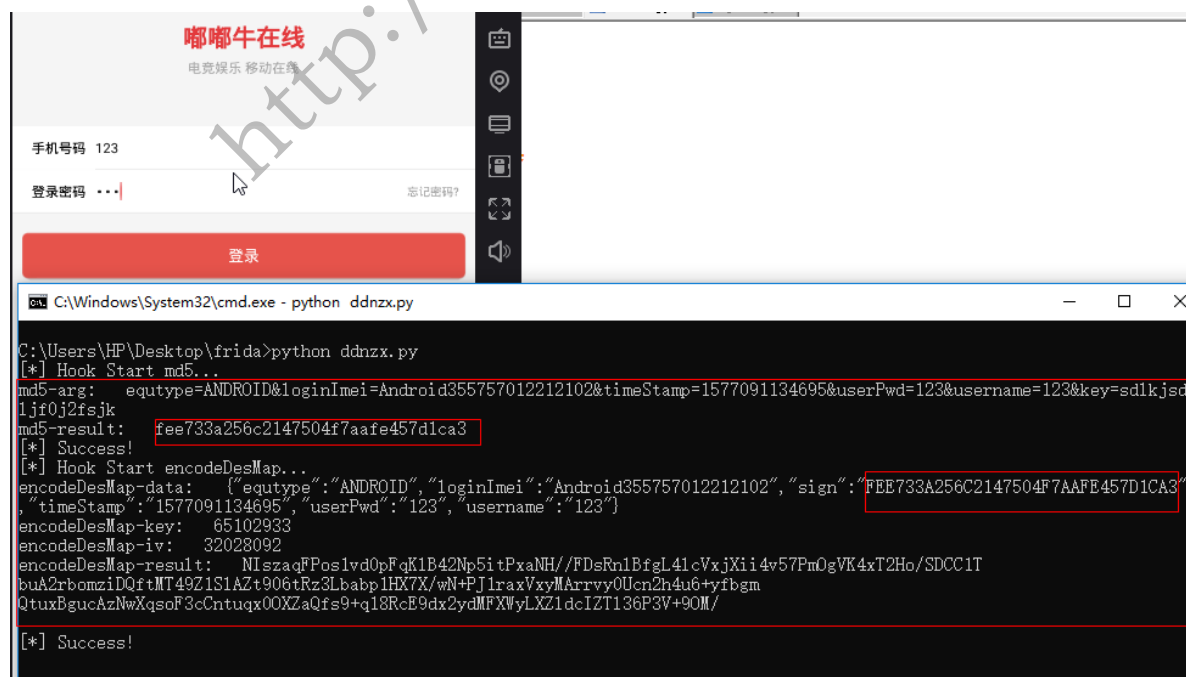 http:/
嘟嘟牛在线
电竞娱乐 移动在线
手机号码 123
登录密码 •••
忘记密码?
登录
C:\Windows\System32\cmd.exe - python ddnzx.py
C:\Users\HP\Desktop\frida>python ddnzx.py
[*] Hook Start md5...
md5-arg: equtype=ANDROID&loginImei=Android355757012212102&timeStamp=1577091134695&userPwd=123&username=123&key=sdlkjsd
ljf0j2fsjk
md5-result: fee733a256c2147504f7aafe457d1ca3
[*] Success!
[*] Hook Start encodeDesMap...
encodeDesMap-data: {"equtype":"ANDROID","loginImei":"Android355757012212102","sign":"FEE733A256C2147504F7AAFE457D1CA3"
,"timeStamp":"1577091134695","userPwd":"123","username":"123"}
encodeDesMap-key: 65102933
encodeDesMap-iv: 32028092
encodeDesMap-result: NIszaqFPos1vd0pFqK1B42Np5itPxaNH//FDsRn1BfgL4lcVxjXii4v57PmOgVK4xT2Ho/SDCC1T
buA2rbomziDQftMT49Z1S1AZt906tRz3Lbabp1HX7X/wN+PJ1raxVxyMArrvy0Ucn2h4u6+yfbgm
QtuxBgucAzNwXqsoF3cCntuqx0OXZaQfs9+q18RcE9dx2ydMFXWyLXZ1dcIZT136P3V+9OM/
[*] Success!